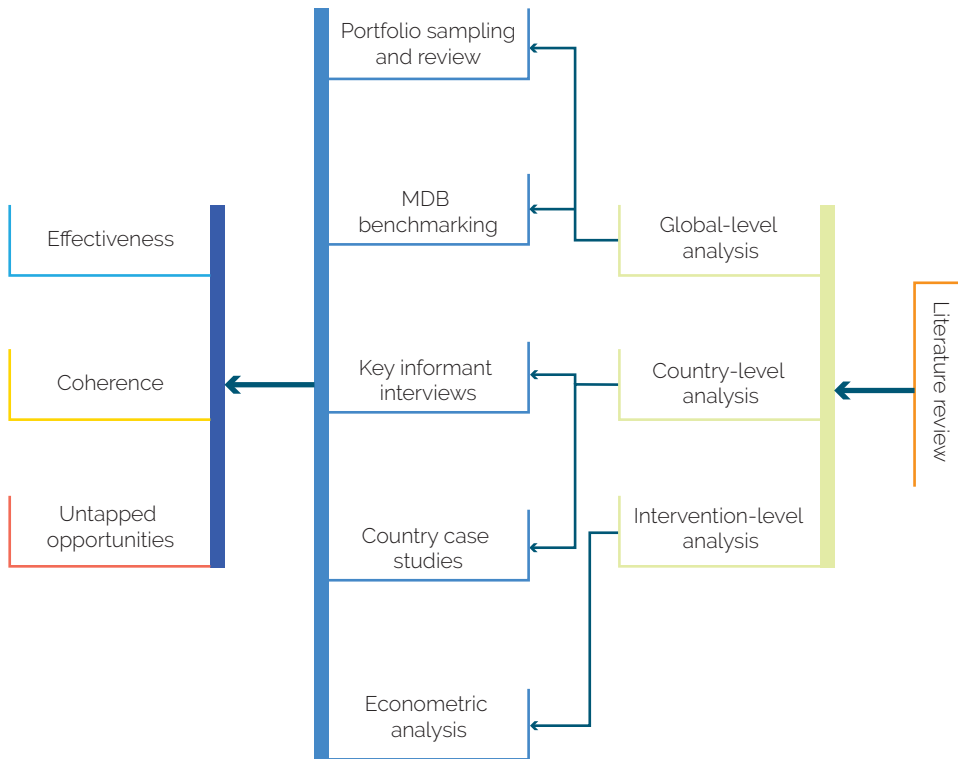 Portfolio sampling
and review
MDB
benchmarking
Key informant
interviews
Country case
studies
Econometric
analysis
Effectiveness
Coherence
Untapped
opportunities
Global-level
analysis
Country-level
analysis
Intervention-level
analysis
Literature review